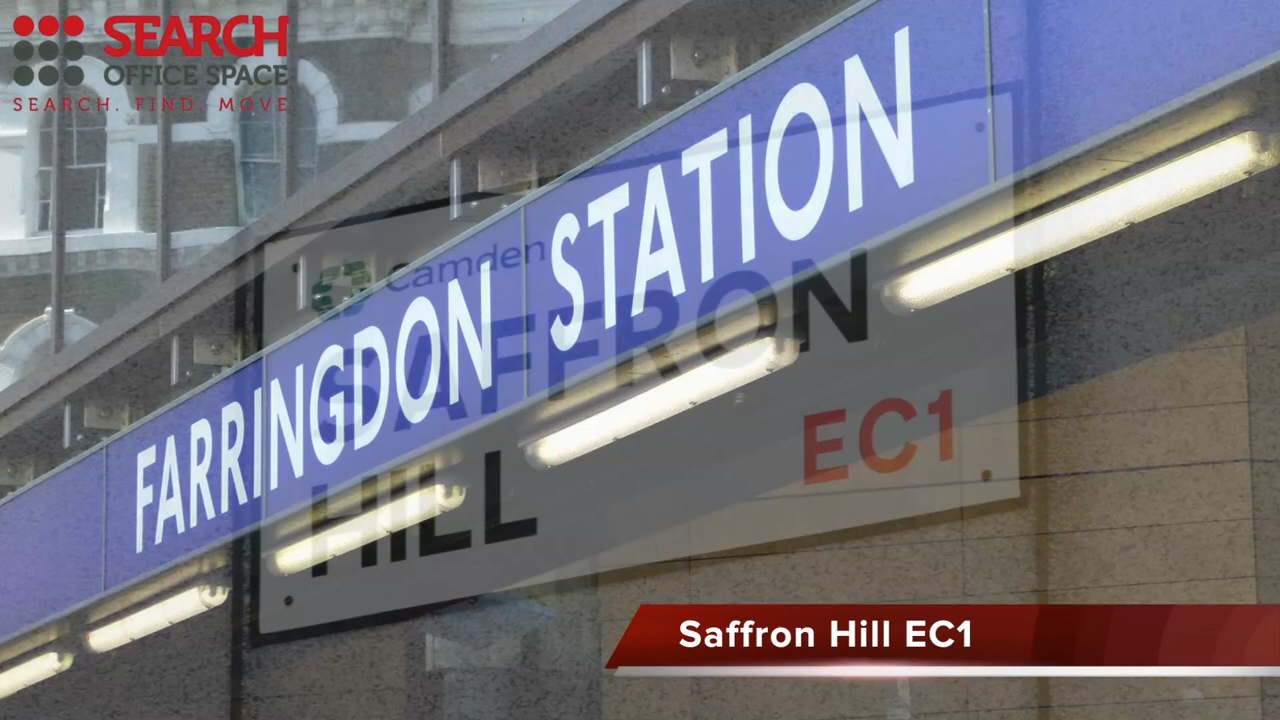 SEARCH
OFFICE SPACE
SEARCH. FIND. MOVE.
FARRINGDON STATION
Camden
SAFFRON
HILL
EC1
Saffron Hill EC1